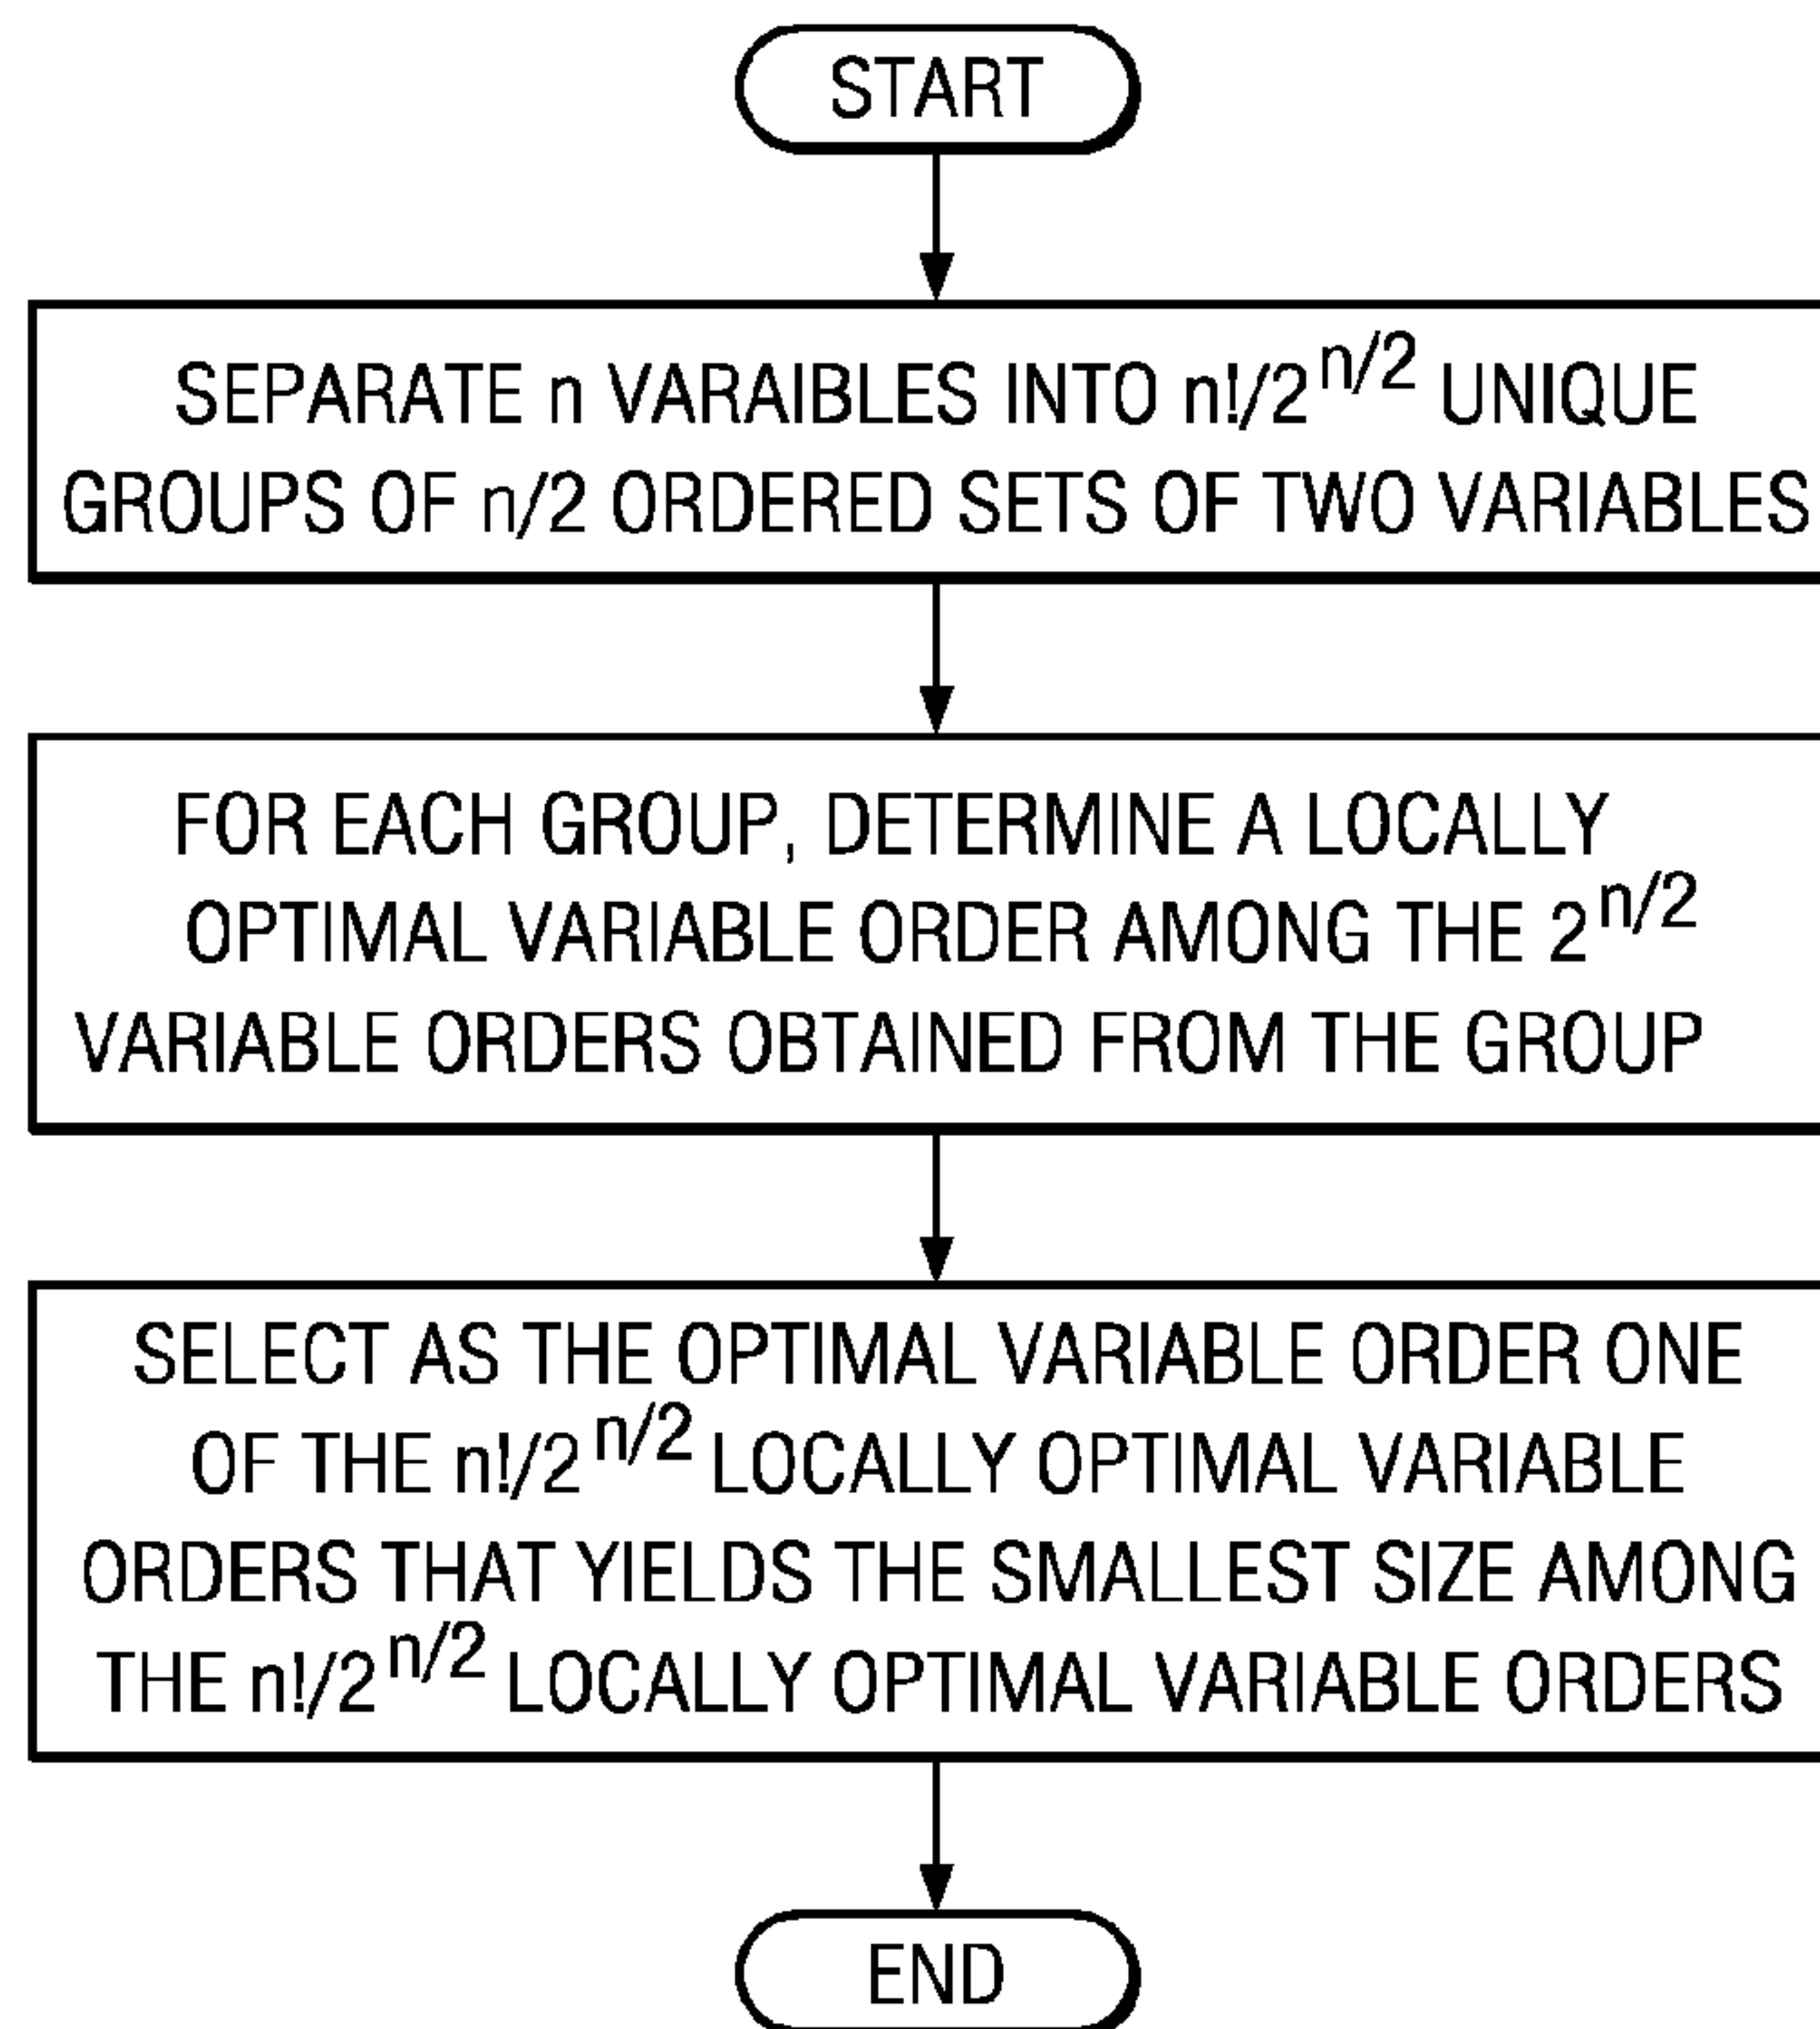 START
SEPARATE n VARAIBLES INTO n!/2^n/2 UNIQUE
GROUPS OF n/2 ORDERED SETS OF TWO VARIABLES
FOR EACH GROUP, DETERMINE A LOCALLY
OPTIMAL VARIABLE ORDER AMONG THE 2^n/2
VARIABLE ORDERS OBTAINED FROM THE GROUP
SELECT AS THE OPTIMAL VARIABLE ORDER ONE
OF THE n!/2^n/2 LOCALLY OPTIMAL VARIABLE
ORDERS THAT YIELDS THE SMALLEST SIZE AMONG
THE n!/2^n/2 LOCALLY OPTIMAL VARIABLE ORDERS
END